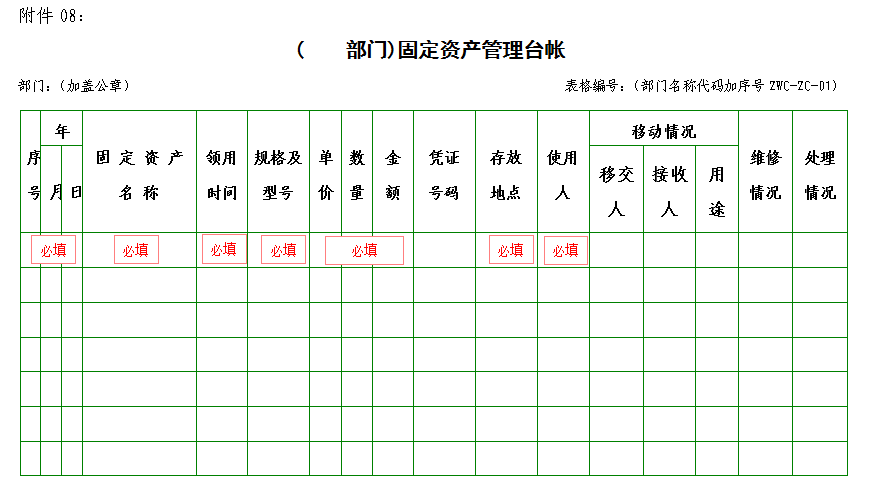 附件 08：
(      部门)固定资产管理台帐
部门：（加盖公章） 表格编号：（部门名称代码加序号 ZWC-ZC-01）
序号 年 月 日 固定资产名称 领用时间 规格及型号 单价 数量 金额 凭证号码 存放地点 使用人 移动情况 移交人 接收人 用途 维修情况 处理情况
必填 必填 必填 必填 必填 必填 必填